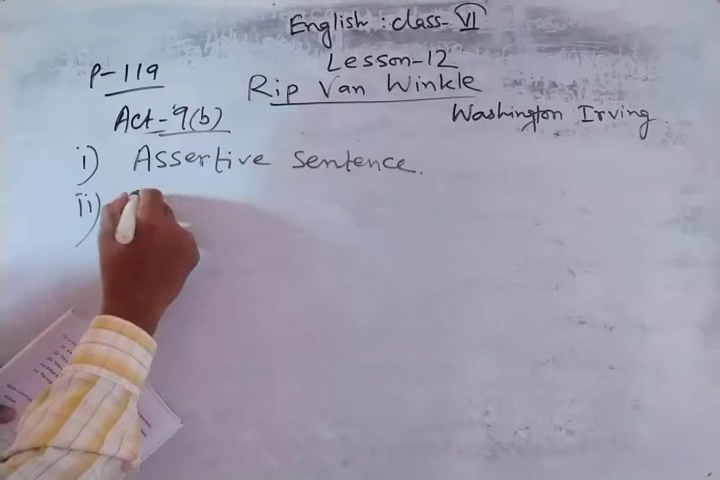 English : class- VI
Lesson-12
P-119
Rip Van Winkle
Act-9(b)
Washington Irving.
i) Assertive sentence.
ii)